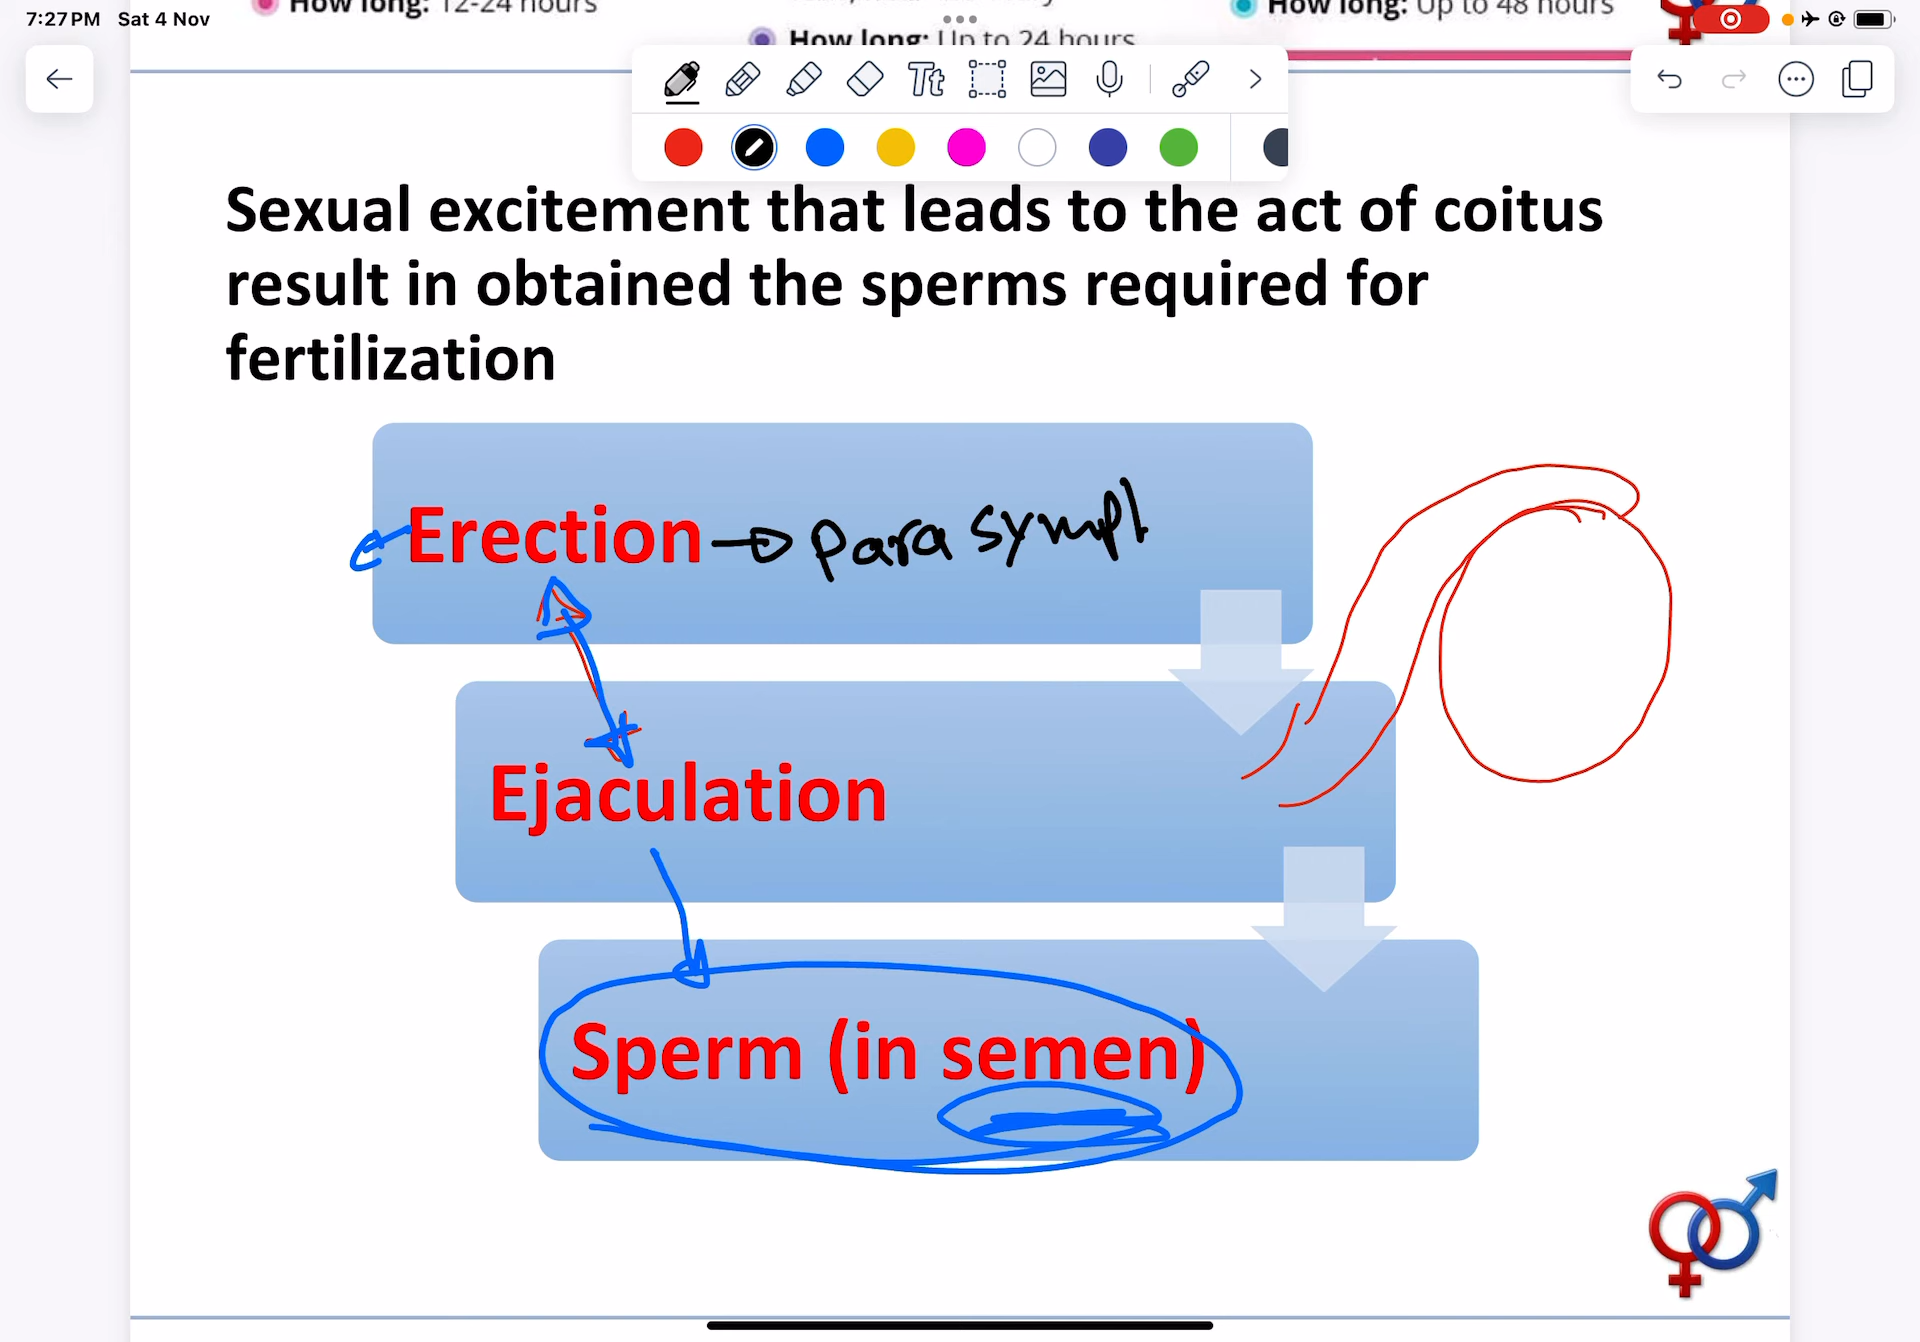 7:27 PM Sat 4 Nov
How long: 12-24 hours
How long: Up to 24 hours
How long: Up to 48 hours
Tt
Sexual excitement that leads to the act of coitus
result in obtained the sperms required for
fertilization
Erection → Para sympt
Ejaculation
Sperm (in semen)